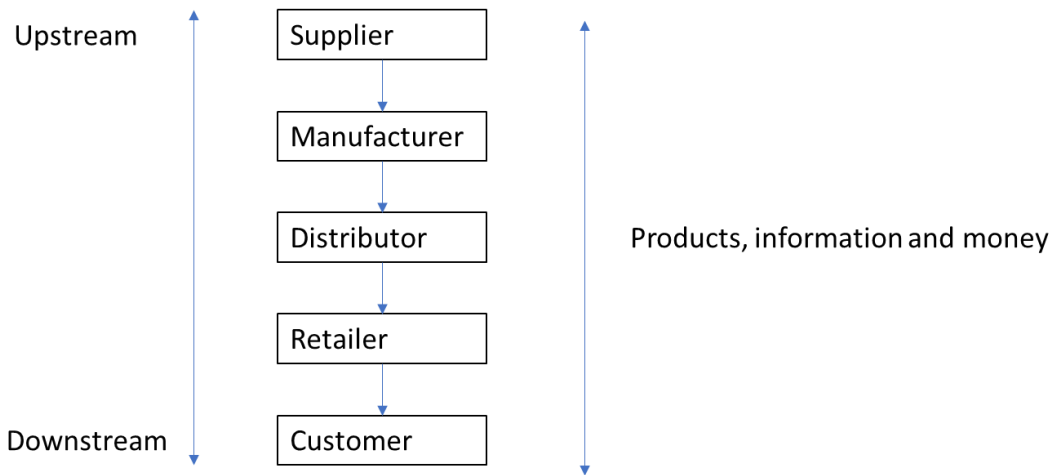 Upstream
Supplier
Manufacturer
Distributor
Products, information and money
Retailer
Downstream
Customer